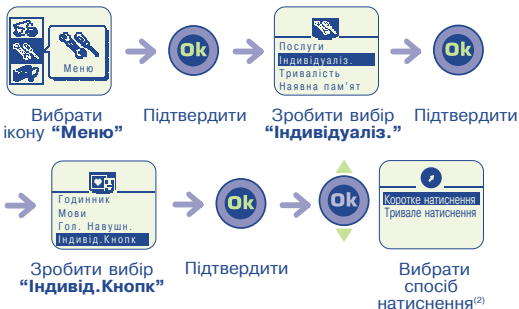 Меню
Ok
Послуги
Індивідуаліз.
Тривалість
Наявна пам'ят
Ok
Вибрати
ікону “Меню”
Підтвердити
Зробити вибір
“Індивідуаліз.”
Підтвердити
Годинник
Мови
Гол. Навушн.
Індивід.Кнопк
Ok
Ok
Коротке натиснення
Тривале натиснення
Зробити вибір
“Індивід.Кнопк”
Підтвердити
Вибрати
спосіб
натиснення(2)